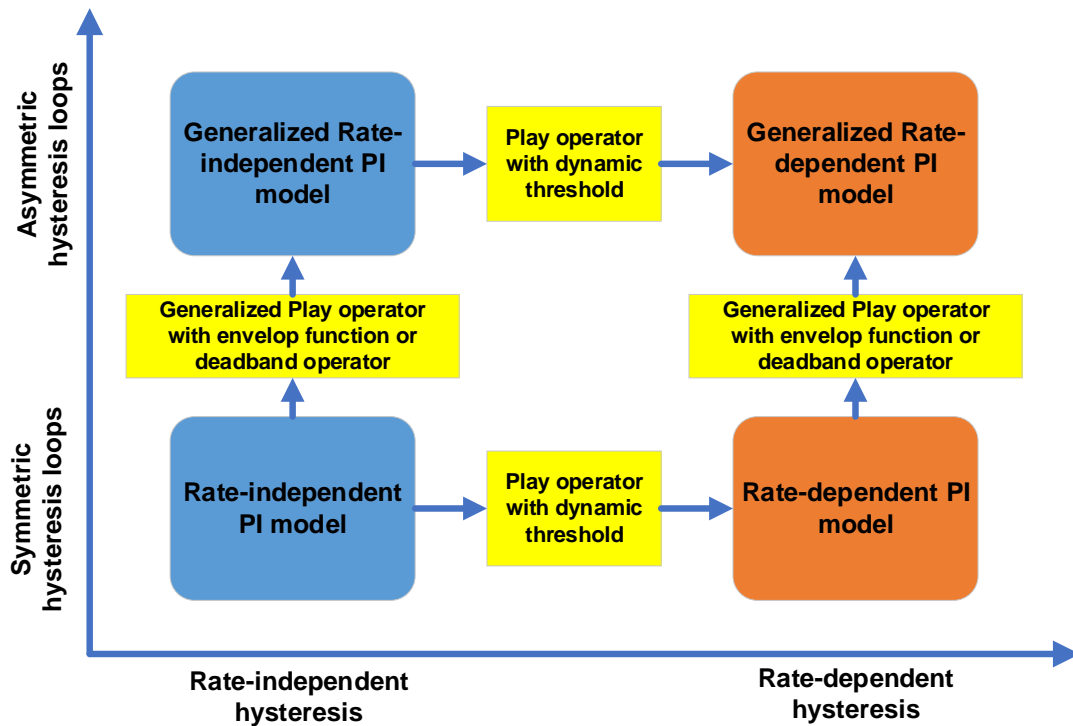 Asymmetric
hysteresis loops
Generalized Rate-
independent PI
model
Play operator
with dynamic
threshold
Generalized Rate-
dependent PI
model
Generalized Play operator
with envelop function or
deadband operator
Generalized Play operator
with envelop function or
deadband operator
Symmetric
hysteresis loops
Rate-independent
PI model
Play operator
with dynamic
threshold
Rate-dependent PI
model
Rate-independent
hysteresis
Rate-dependent
hysteresis